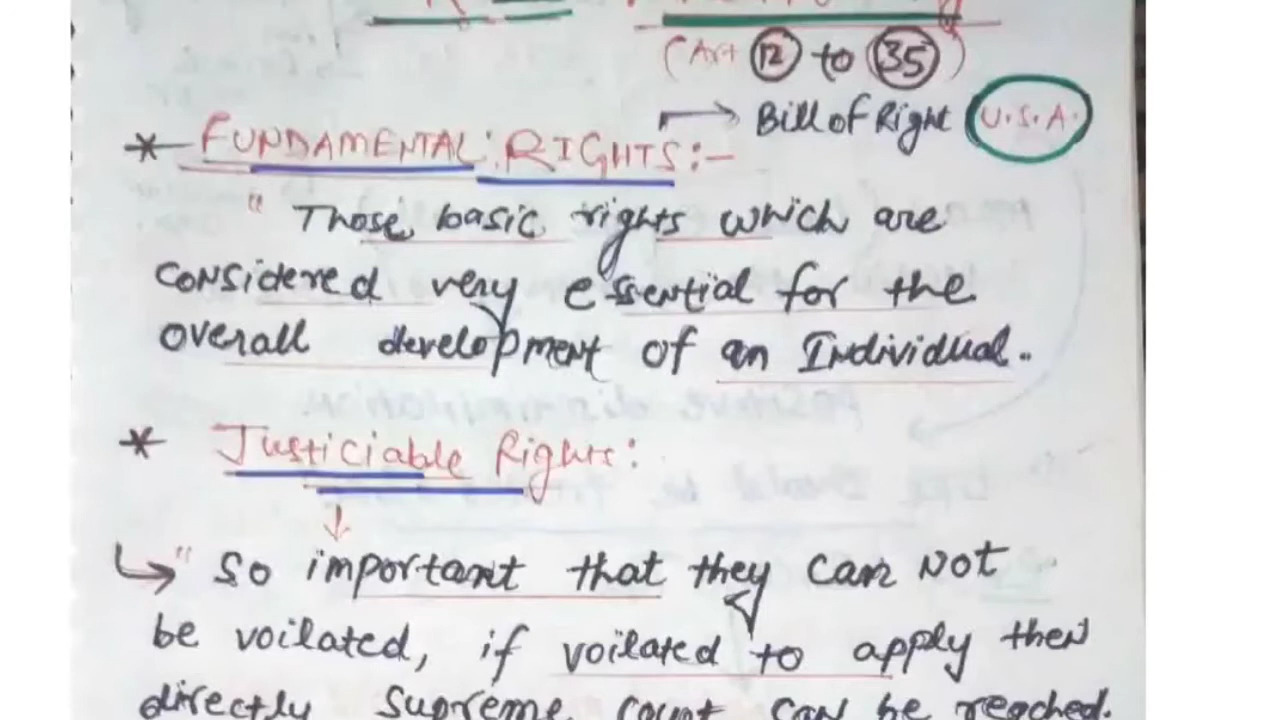 (Art 12 to 35)
Bill of Right U.S.A.
* FUNDAMENTAL RIGHTS:-
" Those basic rights which are
considered very essential for the
overall development of an Individual.
* Justiciable Rights:
" So important that they can not
be voilated, if voilated to apply then
directly Supreme Court can be reached.